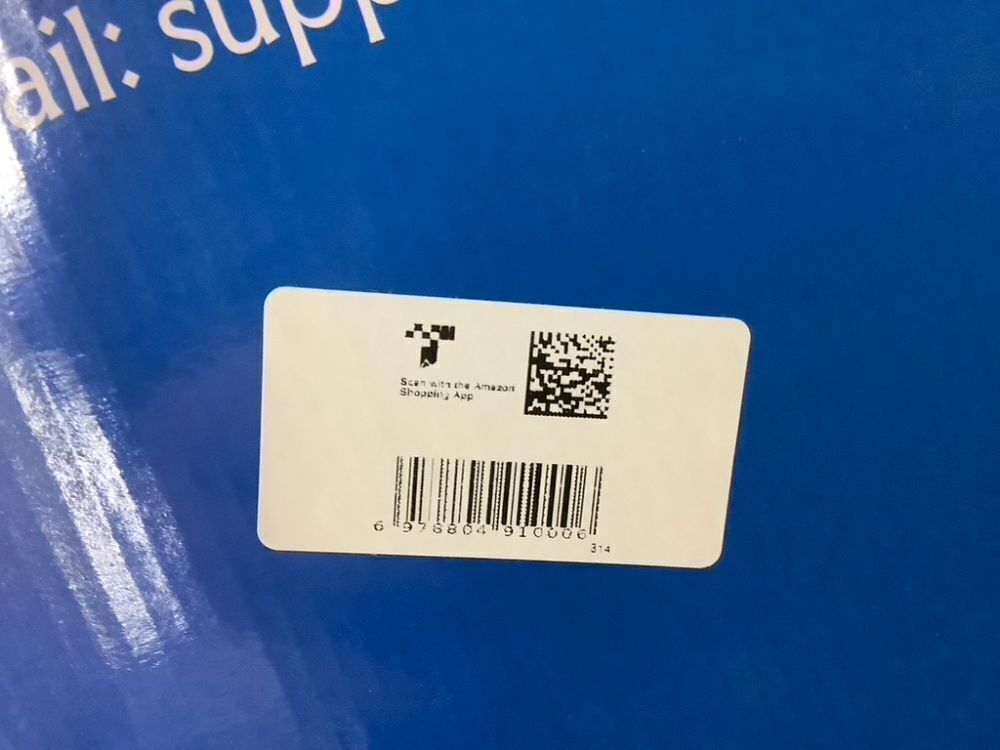 ail: supp
Scan with the Amazon
Shopping App
6 978804 910006
314